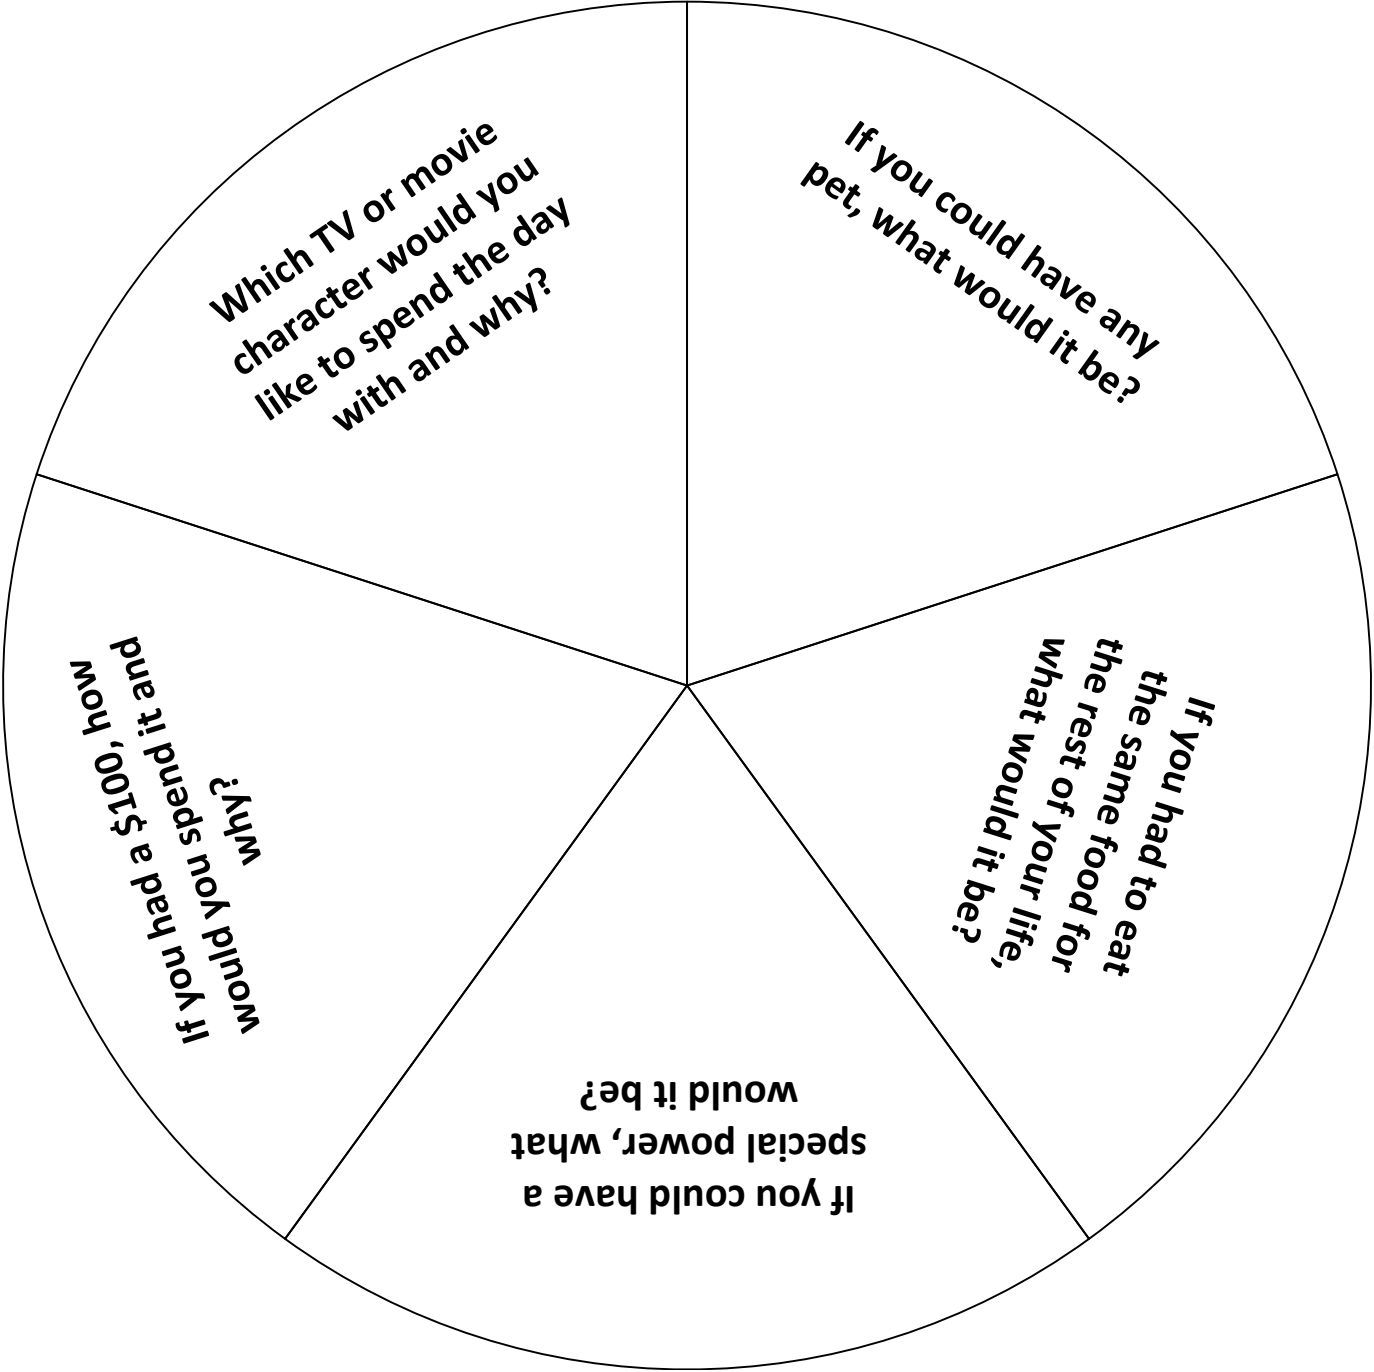 Which TV or movie
character would you
like to spend the day
with and why?
If you could have any
pet, what would it be?
If you had to eat
the same food for
the rest of your life,
what would it be?
If you could have a
special power, what
would it be?
If you had a $100, how
would you spend it and
why?